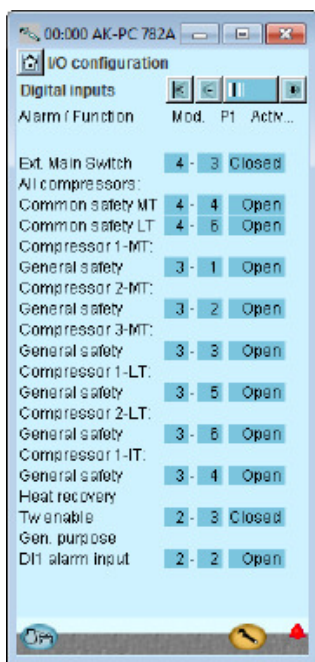 00:000 AK-PC 782A
I/O configuration
Digital inputs
Alarm / Function Mod. Pt Activ...
Ext. Main Switch 4 - 3 Closed
All compressors:
Common safety MT 4 - 4 Open
Common safety LT 4 - 6 Open
Compressor 1-MT:
General safety 3 - 1 Open
Compressor 2-MT:
General safety 3 - 2 Open
Compressor 3-MT:
General safety 3 - 3 Open
Compressor 1-LT:
General safety 3 - 5 Open
Compressor 2-LT:
General safety 3 - 6 Open
Compressor 1-IT:
General safety 3 - 4 Open
Heat recovery
Tw enable 2 - 3 Closed
Gen. purpose
DI1 alarm input 2 - 2 Open